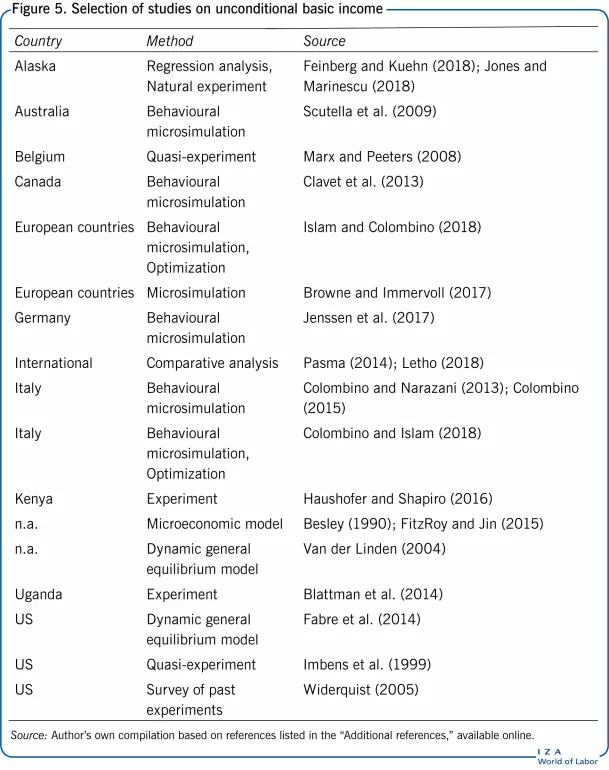 Figure 5. Selection of studies on unconditional basic income
Country Method Source
Alaska Regression analysis, Feinberg and Kuehn (2018); Jones and
Natural experiment Marinescu (2018)
Australia Behavioural Scutella et al. (2009)
microsimulation
Belgium Quasi-experiment Marx and Peeters (2008)
Canada Behavioural Clavet et al. (2013)
microsimulation
European countries Behavioural Islam and Colombino (2018)
microsimulation,
Optimization
European countries Microsimulation Browne and Immervoll (2017)
Germany Behavioural Jenssen et al. (2017)
microsimulation
International Comparative analysis Pasma (2014); Letho (2018)
Italy Behavioural Colombino and Narazani (2013); Colombino
microsimulation (2015)
Italy Behavioural Colombino and Islam (2018)
microsimulation,
Optimization
Kenya Experiment Haushofer and Shapiro (2016)
n.a. Microeconomic model Besley (1990); FitzRoy and Jin (2015)
n.a. Dynamic general Van der Linden (2004)
equilibrium model
Uganda Experiment Blattman et al. (2014)
US Dynamic general Fabre et al. (2014)
equilibrium model
US Quasi-experiment Imbens et al. (1999)
US Survey of past Widerquist (2005)
experiments
Source: Author's own compilation based on references listed in the “Additional references,” available online.
I Z A
World of Labor